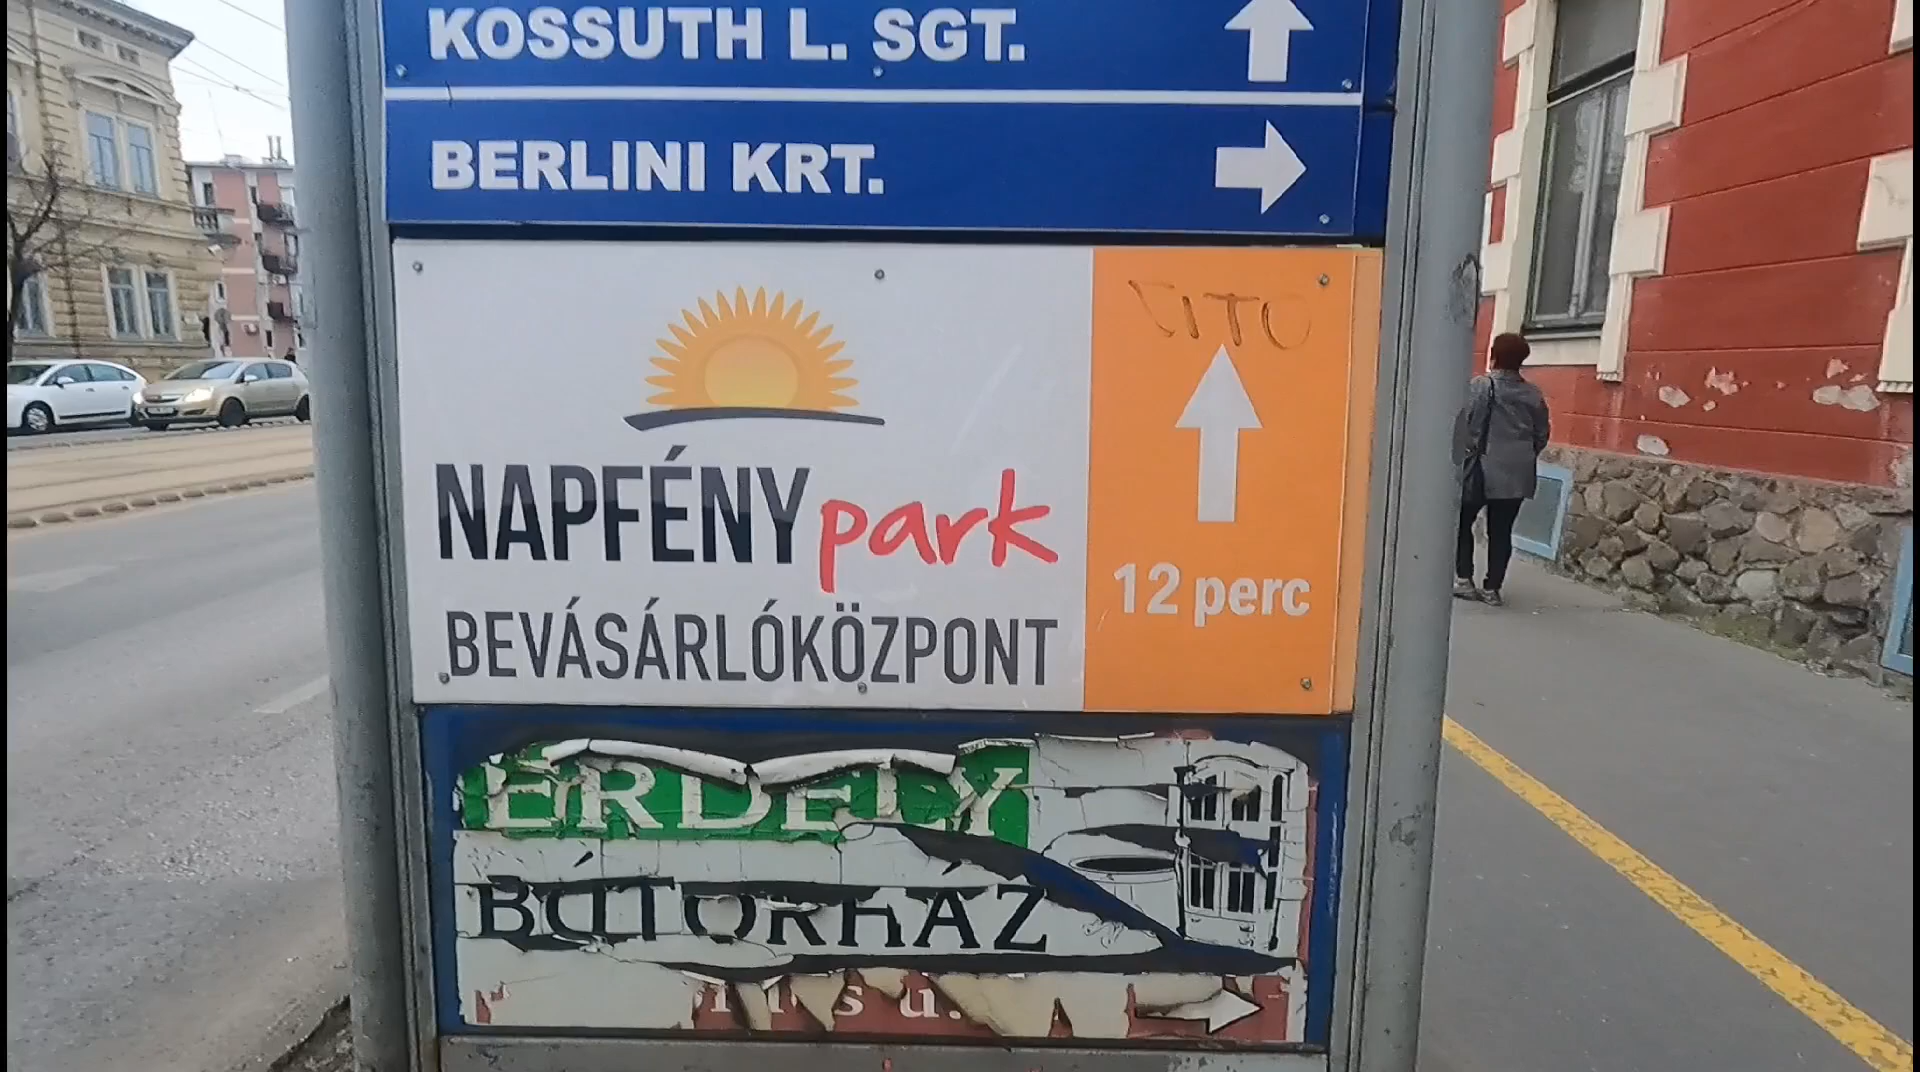 KOSSUTH L. SGT.
BERLINI KRT.
NAPFÉNY park
BEVÁSÁRLÓKÖZPONT
12 perc
ERDÉLY
BÚTORHÁZ
u.